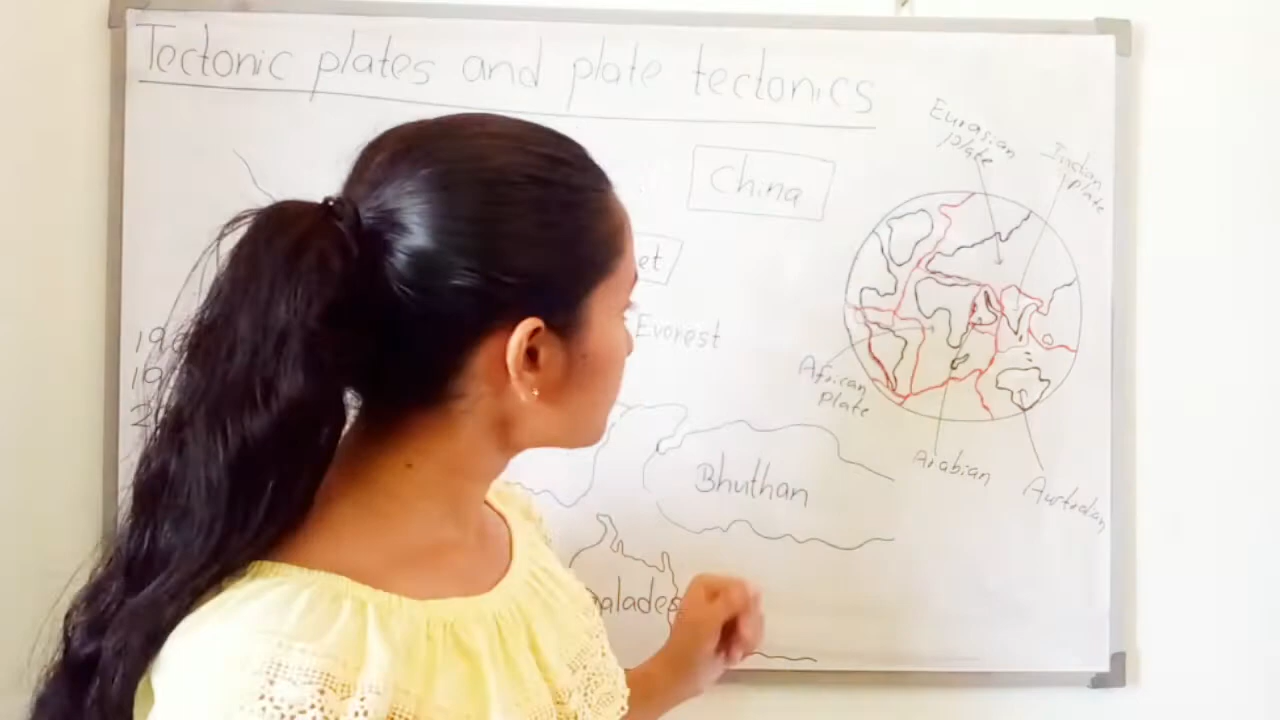 Tectonic plates and plate tectonics
China
Everest
Bhuthan
Eurasian
plate
Indian
plate
African
plate
Arabian
Australian